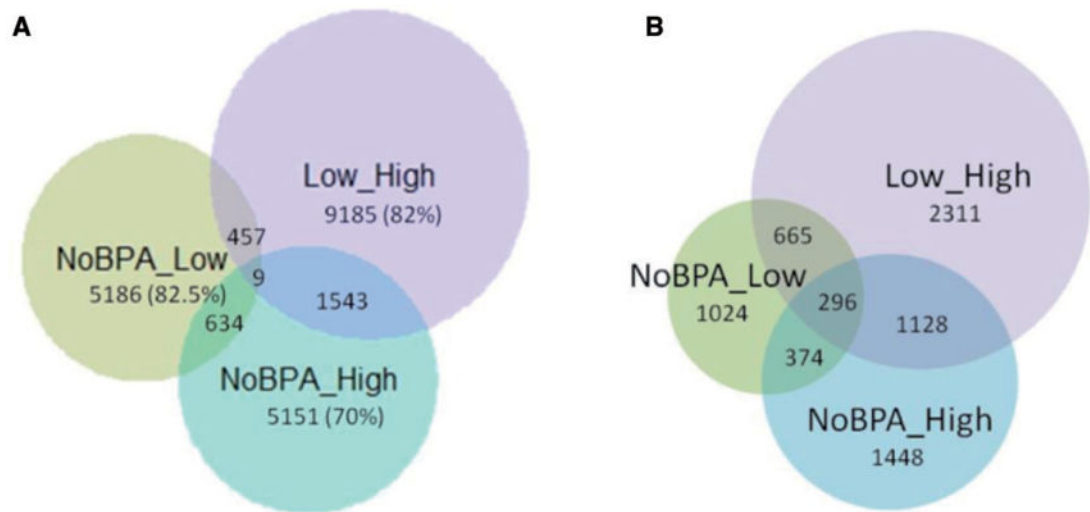 A
Low_High
9185 (82%)
457
NoBPA_Low
9
5186 (82.5%)
1543
634
NoBPA_High
5151 (70%)
B
Low_High
2311
665
NoBPA_Low
296
1024
1128
374
NoBPA_High
1448